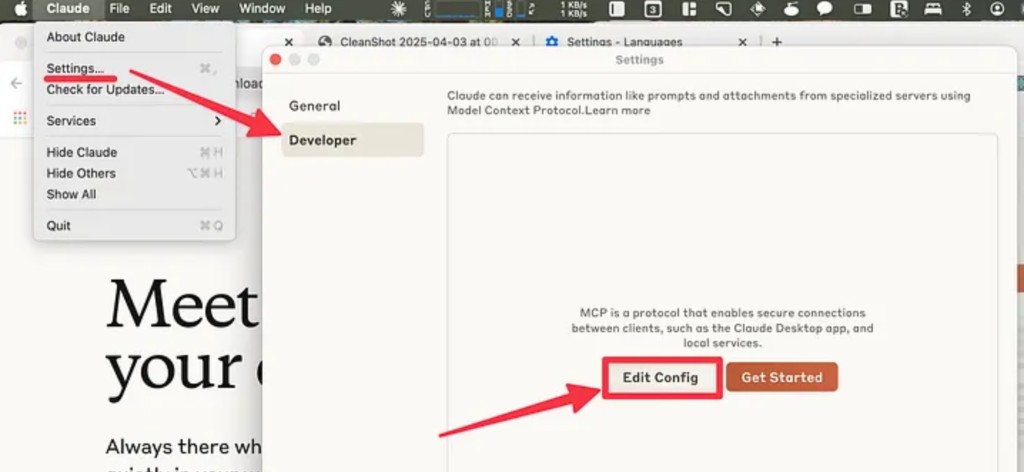 Claude File Edit View Window Help 3 1 KB/s
1 KB/s
About Claude
Settings... ⌘,
Check for Updates...
Services
Hide Claude ⌘H
Hide Others ⌥⌘H
Show All
Quit ⌘Q
CleanShot 2025-04-03 at
Settings - Languages
Settings
General
Developer
Claude can receive information like prompts and attachments from specialized servers using
Model Context Protocol.Learn more
MCP is a protocol that enables secure connections
between clients, such as the Claude Desktop app, and
local services.
Edit Config Get Started
Meet
your
Always there